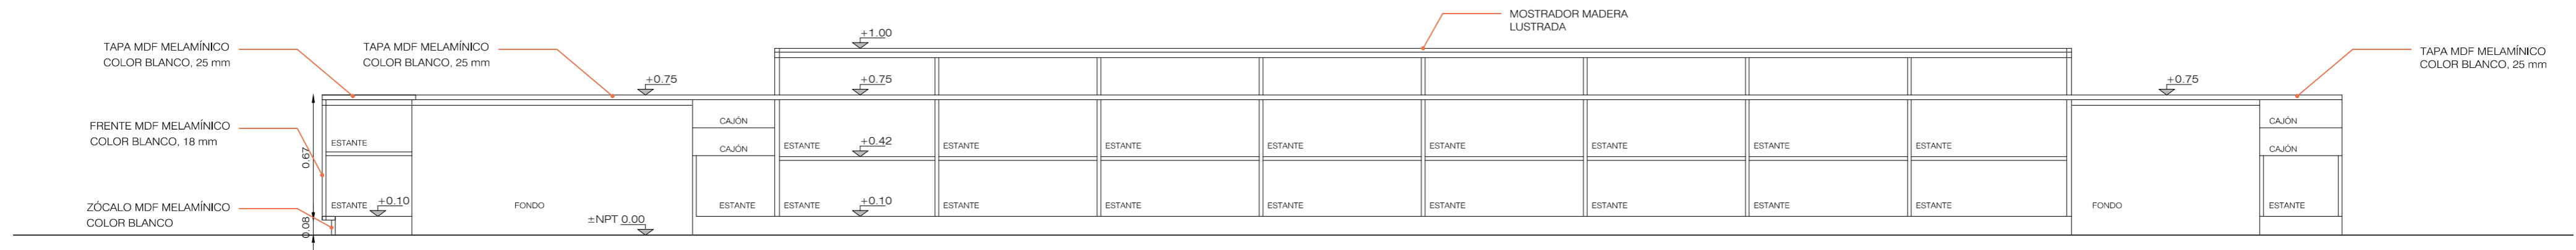 MOSTRADOR MADERA
LUSTRADA
+1.00
TAPA MDF MELAMÍNICO
COLOR BLANCO, 25 mm
TAPA MDF MELAMÍNICO
COLOR BLANCO, 25 mm
TAPA MDF MELAMÍNICO
COLOR BLANCO, 25 mm
+0.75
+0.75
+0.75
FRENTE MDF MELAMÍNICO
COLOR BLANCO, 18 mm
0.67
CAJÓN
CAJÓN
ESTANTE
CAJÓN
ESTANTE
+0.42
ESTANTE
ESTANTE
ESTANTE
ESTANTE
ESTANTE
ESTANTE
ESTANTE
CAJÓN
ZÓCALO MDF MELAMÍNICO
COLOR BLANCO
0.08
ESTANTE
+0.10
FONDO
±NPT 0.00
ESTANTE
ESTANTE
+0.10
ESTANTE
ESTANTE
ESTANTE
ESTANTE
ESTANTE
ESTANTE
ESTANTE
FONDO
ESTANTE